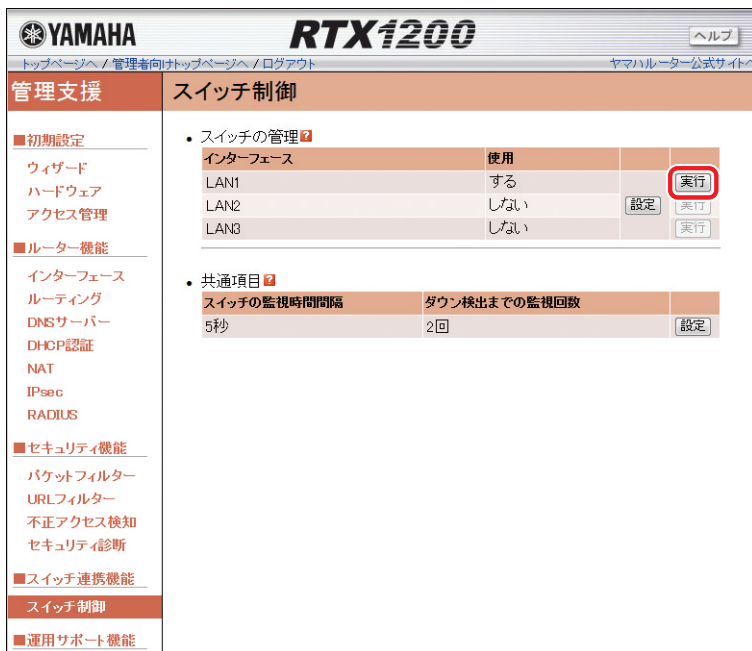 YAMAHA
RTX1200
ヘルプ
トップページへ / 管理者向けトップページへ / ログアウト
ヤマハルーター公式サイトへ
管理支援
■初期設定
ウィザード
ハードウェア
アクセス管理
■ルーター機能
インターフェース
ルーティング
DNSサーバー
DHCP認証
NAT
IPsec
RADIUS
■セキュリティ機能
パケットフィルター
URLフィルター
不正アクセス検知
セキュリティ診断
■スイッチ連携機能
スイッチ制御
■運用サポート機能
スイッチ制御
• スイッチの管理?
インターフェース 使用
LAN1 する 実行
LAN2 しない 設定 実行
LAN3 しない 実行
• 共通項目?
スイッチの監視時間間隔 ダウン検出までの監視回数
5秒 2回 設定